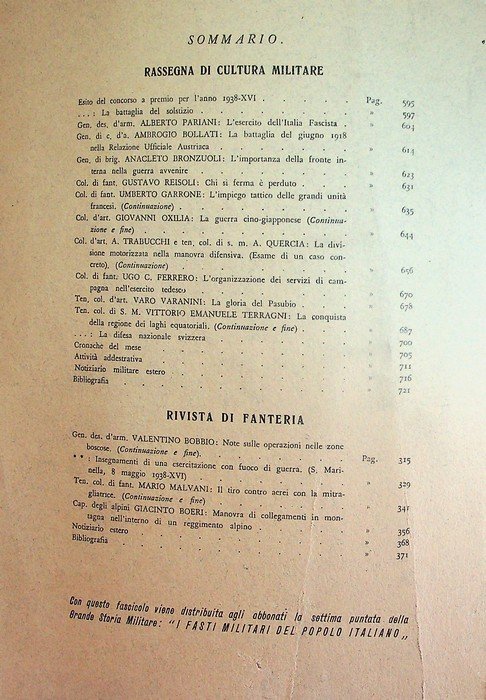 SOMMARIO.
RASSEGNA DI CULTURA MILITARE
Esito del concorso a premio per l'anno 1938-XVI . . . . . Pag. 595
. . . : La battaglia del solstizio . . . . . . » 597
Gen. des. d'arm. ALBERTO PARIANI: L'esercito dell'Italia Fascista . » 604
Gen. di c. d'a. AMBROGIO BOLLATI: La battaglia del giugno 1918
nella Relazione Ufficiale Austriaca . . . . . » 614
Gen. di brig. ANACLETO BRONZUOLI: L'importanza della fronte in-
terna nella guerra avvenire . . . . . . » 623
Col. di fant. GUSTAVO REISOLI: Chi si ferma è perduto . . . » 631
Col. di fant. UMBERTO GARRONE: L'impiego tattico delle grandi unità
francesi. (Continuazione) . . . . . . » 635
Col. d'art. GIOVANNI OXILIA: La guerra cino-giapponese (Continua-
zione e fine) . . . . . . . » 644
Col. d'art. A. TRABUCCHI e ten. col. di s. m. A. QUERCIA: La divi-
sione motorizzata nella manovra difensiva. (Esame di un caso con-
creto). (Continuazione) . . . . . . » 656
Col. di fant. UGO C. FERRERO: L'organizzazione dei servizi di cam-
pagna nell'esercito tedesco . . . . . . » 670
Ten. col. d'art. VARO VARANINI: La gloria del Pasubio . . . » 678
Ten. col. di S. M. VITTORIO EMANUELE TERRAGNI: La conquista
della regione dei laghi equatoriali. (Continuazione e fine) . . » 687
. . . : La difesa nazionale svizzera . . . . . » 700
Cronache del mese . . . . . . . » 705
Attività addestrativa . . . . . . . » 711
Notiziario militare estero . . . . . . » 716
Bibliografia . . . . . . . . » 721
RIVISTA DI FANTERIA
Gen. des. d'arm. VALENTINO BOBBIO: Note sulle operazioni nelle zone
boscose. (Continuazione e fine). . . . . . Pag. 315
* * : Insegnamenti di una esercitazione con fuoco di guerra. (S. Mari-
nella, 8 maggio 1938-XVI) . . . . . . » 329
Ten. col. di fant. MARIO MALVANI: Il tiro contro aerei con la mitra-
gliatrice. (Continuazione e fine) . . . . . » 341
Cap. degli alpini GIACINTO BOERI: Manovra di collegamenti in mon-
tagna nell'interno di un reggimento alpino . . . . » 356
Notiziario estero . . . . . . . » 368
Bibliografia . . . . . . . . » 371
Con questo fascicolo viene distribuita agli abbonati la settima puntata della
Grande Storia Militare: "I FASTI MILITARI DEL POPOLO ITALIANO„